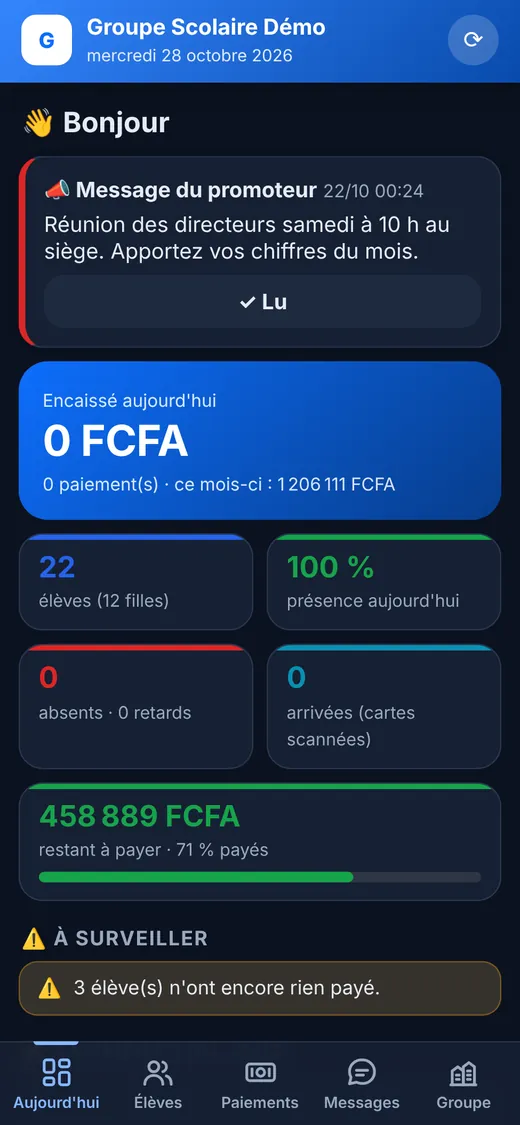 G
Groupe Scolaire Démo
mercredi 28 octobre 2026
⟳
👋 Bonjour
📣 Message du promoteur 22/10 00:24
Réunion des directeurs samedi à 10 h au
siège. Apportez vos chiffres du mois.
✓ Lu
Encaissé aujourd'hui
0 FCFA
0 paiement(s) · ce mois-ci : 1 206 111 FCFA
22
élèves (12 filles)
100 %
présence aujourd'hui
0
absents · 0 retards
0
arrivées (cartes
scannées)
458 889 FCFA
restant à payer · 71 % payés
⚠️ À SURVEILLER
⚠️ 3 élève(s) n'ont encore rien payé.
Aujourd'hui
Élèves
Paiements
Messages
Groupe